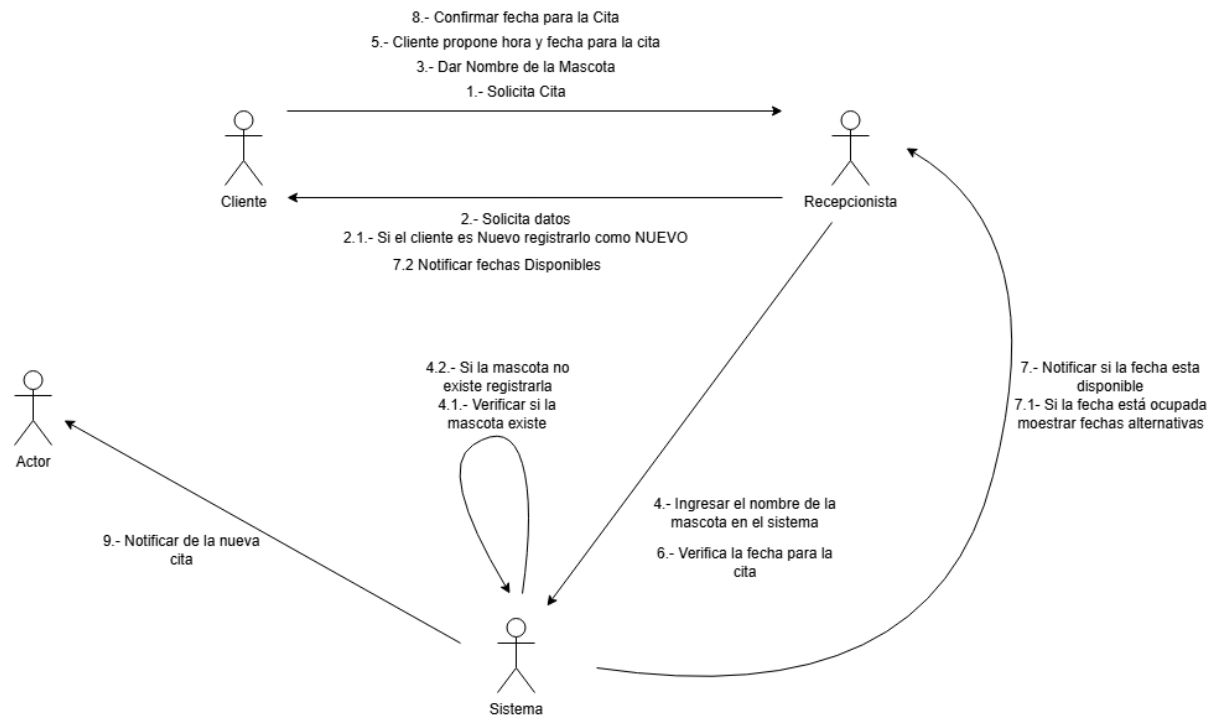 8.- Confirmar fecha para la Cita
5.- Cliente propone hora y fecha para la cita
3.- Dar Nombre de la Mascota
1.- Solicita Cita
Cliente
Recepcionista
2.- Solicita datos
2.1.- Si el cliente es Nuevo registrarlo como NUEVO
7.2 Notificar fechas Disponibles
4.2.- Si la mascota no
existe registrarla
4.1.- Verificar si la
mascota existe
7.- Notificar si la fecha esta
disponible
7.1- Si la fecha está ocupada
moestrar fechas alternativas
Actor
4.- Ingresar el nombre de la
mascota en el sistema
6.- Verifica la fecha para la
cita
9.- Notificar de la nueva
cita
Sistema